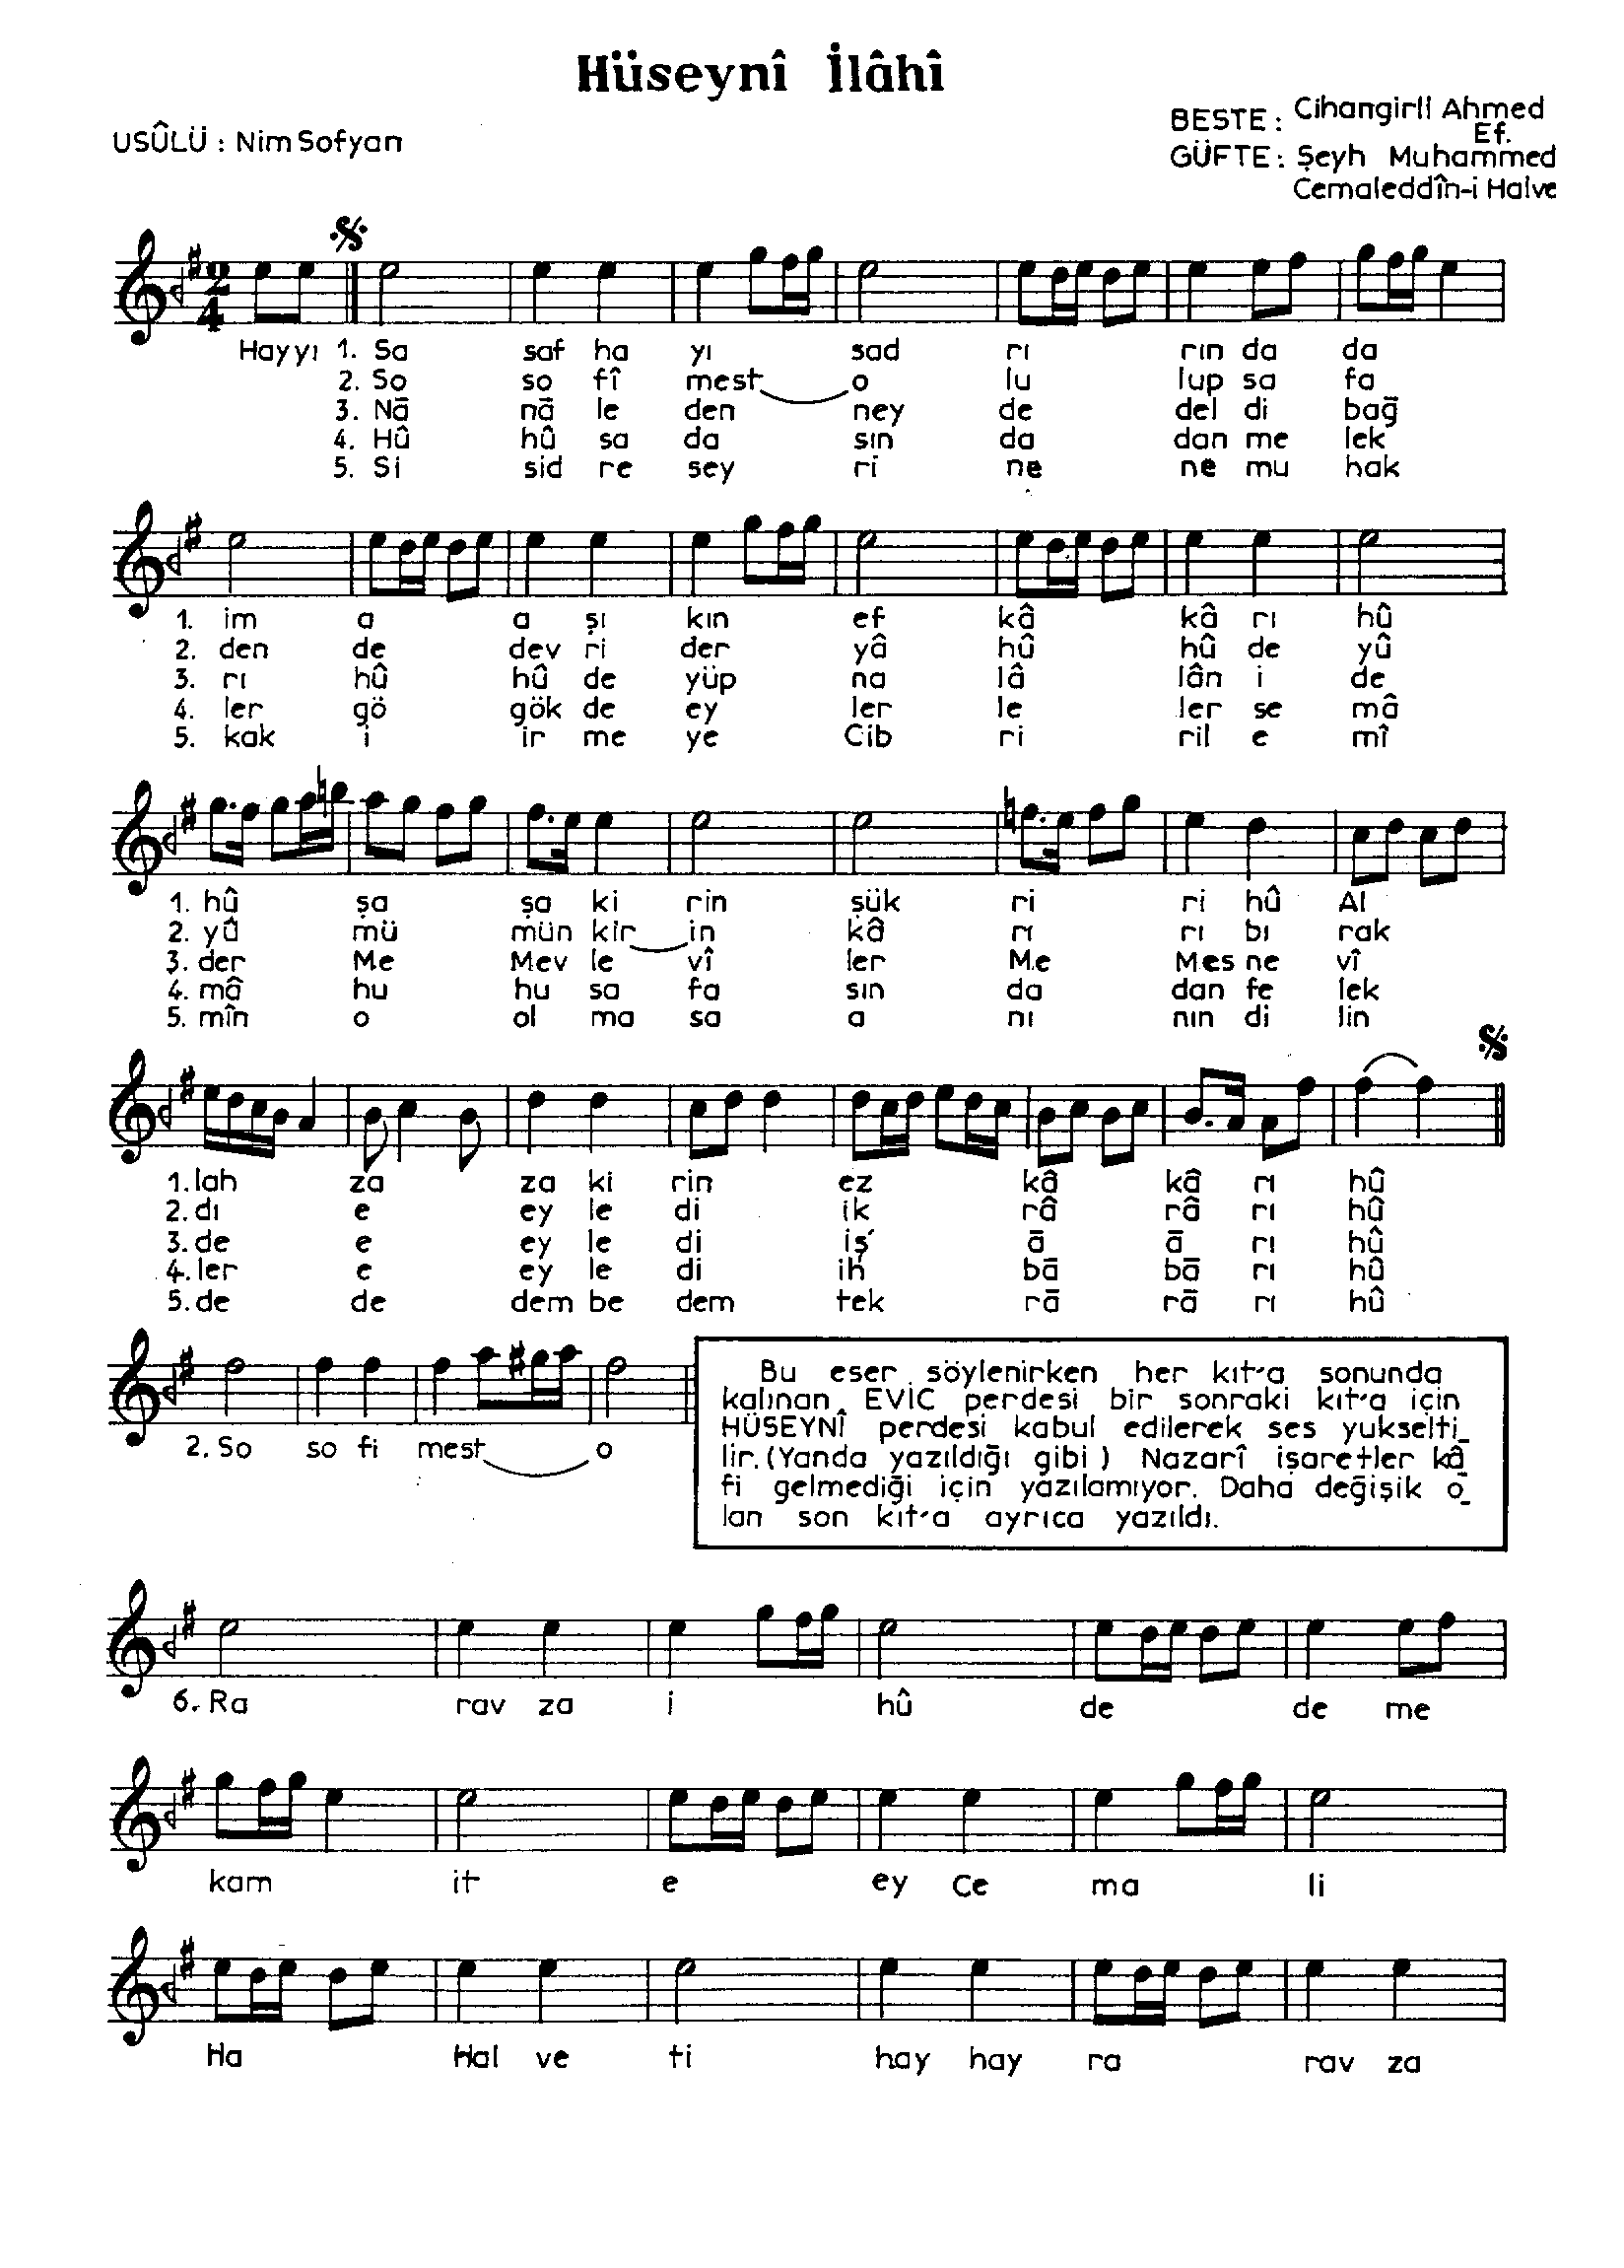 Hüseynî İlâhî
USÛLÜ : Nim Sofyan
BESTE : Cihangirli Ahmed Ef.
GÜFTE : Şeyh Muhammed
Cemaleddîn-i Halve
2/4
Hayyı 1. Sa saf ha yı sad rı rın da da
2. So so fî mest o lu lup sa fa
3. Nā nā le den ney de del di bağ
4. Hû hû sa da sın da dan me lek
5. Si sid re sey ri ne ne mu hak
1. im a a şı kın ef kâ kâ rı hû
2. den de dev ri der yâ hû hû de yû
3. rı hû hû de yüp na lâ lân i de
4. ler gö gök de ey ler le ler se mâ
5. kak i ir me ye Cib ri ril e mî
1. hû şa şa ki rin şük ri ri hû Al
2. yû mü mün kir in kâ rı rı bı rak
3. der Me Mev le vî ler Me Mes ne vî
4. mâ hu hu sa fa sın da dan fe lek
5. mîn o ol ma sa a nı nın di lin
1. lah za za ki rin ez kâ kâ rı hû
2. dı e ey le di ik râ râ rı hû
3. de e ey le di iş' ā ā rı hû
4. ler e ey le di ih bā bā rı hû
5. de de dem be dem tek rā rā rı hû
2. So so fi mest o
Bu eser söylenirken her kıt'a sonunda
kalınan EVİC perdesi bir sonraki kıt'a için
HÜSEYNÎ perdesi kabul edilerek ses yukselti_
lir.(Yanda yazıldığı gibi) Nazarî işaretler kâ_
fi gelmediği için yazılamıyor. Daha değişik o_
lan son kıt'a ayrıca yazıldı.
6. Ra rav za i hû de de me
kam it e ey Ce ma li
Ha Hal ve ti hay hay ra rav za